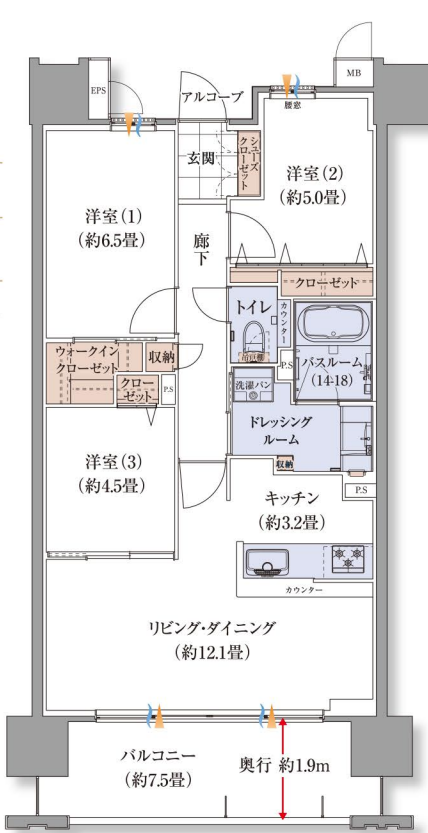 MB
EPS
アルコーブ
腰窓
玄関
シューズ
クローゼット
洋室(2)
(約5.0畳)
洋室(1)
(約6.5畳)
廊下
クローゼット
トイレ
カウンター
吊戸棚
バスルーム
(14-18)
ウォークイン
クローゼット
収納
クロー
ゼット
P.S
P.S
洗濯パン
ドレッシング
ルーム
収納
洋室(3)
(約4.5畳)
キッチン
(約3.2畳)
P.S
カウンター
リビング・ダイニング
(約12.1畳)
バルコニー
(約7.5畳)
奥行 約1.9m